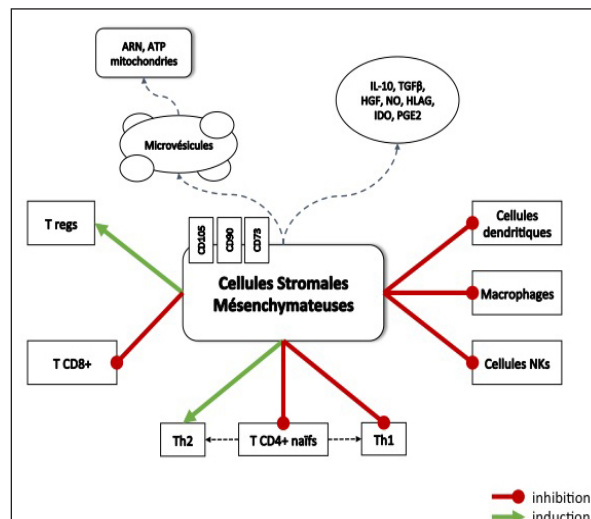 ARN, ATP
mitochondries
IL-10, TGFβ,
HGF, NO, HLAG,
IDO, PGE2
Microvésicules
T regs
CD105
CD90
CD73
Cellules
dendritiques
Cellules Stromales
Mésenchymateuses
Macrophages
T CD8+
Cellules NKs
Th2
T CD4+ naïfs
Th1
inhibition
induction